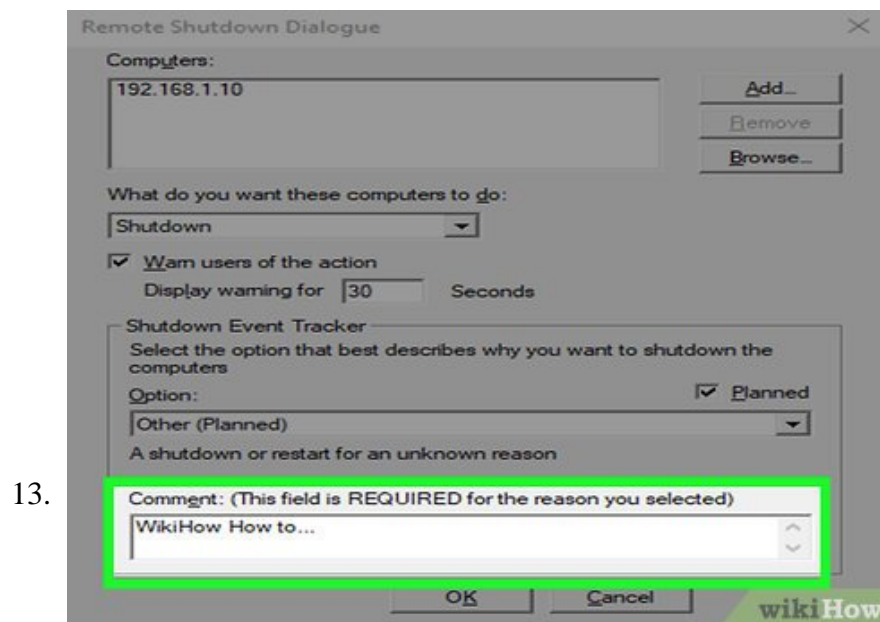 Remote Shutdown Dialogue
Computers:
192.168.1.10
Add...
Remove
Browse...
What do you want these computers to do:
Shutdown
Warn users of the action
Display warning for 30 Seconds
Shutdown Event Tracker
Select the option that best describes why you want to shutdown the
computers
Option:
Planned
Other (Planned)
A shutdown or restart for an unknown reason
13.
Comment: (This field is REQUIRED for the reason you selected)
WikiHow How to...
OK
Cancel
wikiHow